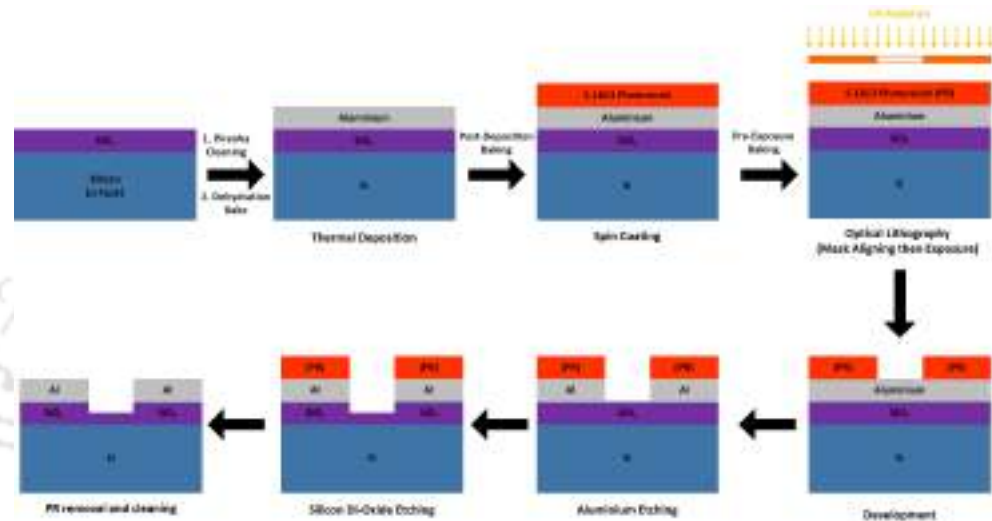 SiO₂
Silicon
1. Piranha
Cleaning
2. Dehydration
Bake
Aluminium
SiO₂
Si
Thermal Deposition
Post-Deposition
Baking
Aluminium
SiO₂
Si
Spin Coating
Pre-Exposure
Baking
Aluminium
SiO₂
Si
Optical Lithography
(Mask Aligning then Exposure)
(PR)
(PR)
Aluminium
SiO₂
Si
Development
(PR)
(PR)
Al
Al
SiO₂
Si
Aluminium Etching
(PR)
(PR)
Al
Al
SiO₂
SiO₂
Si
Silicon Di-Oxide Etching
Al
Al
SiO₂
SiO₂
Si
PR removal and cleaning